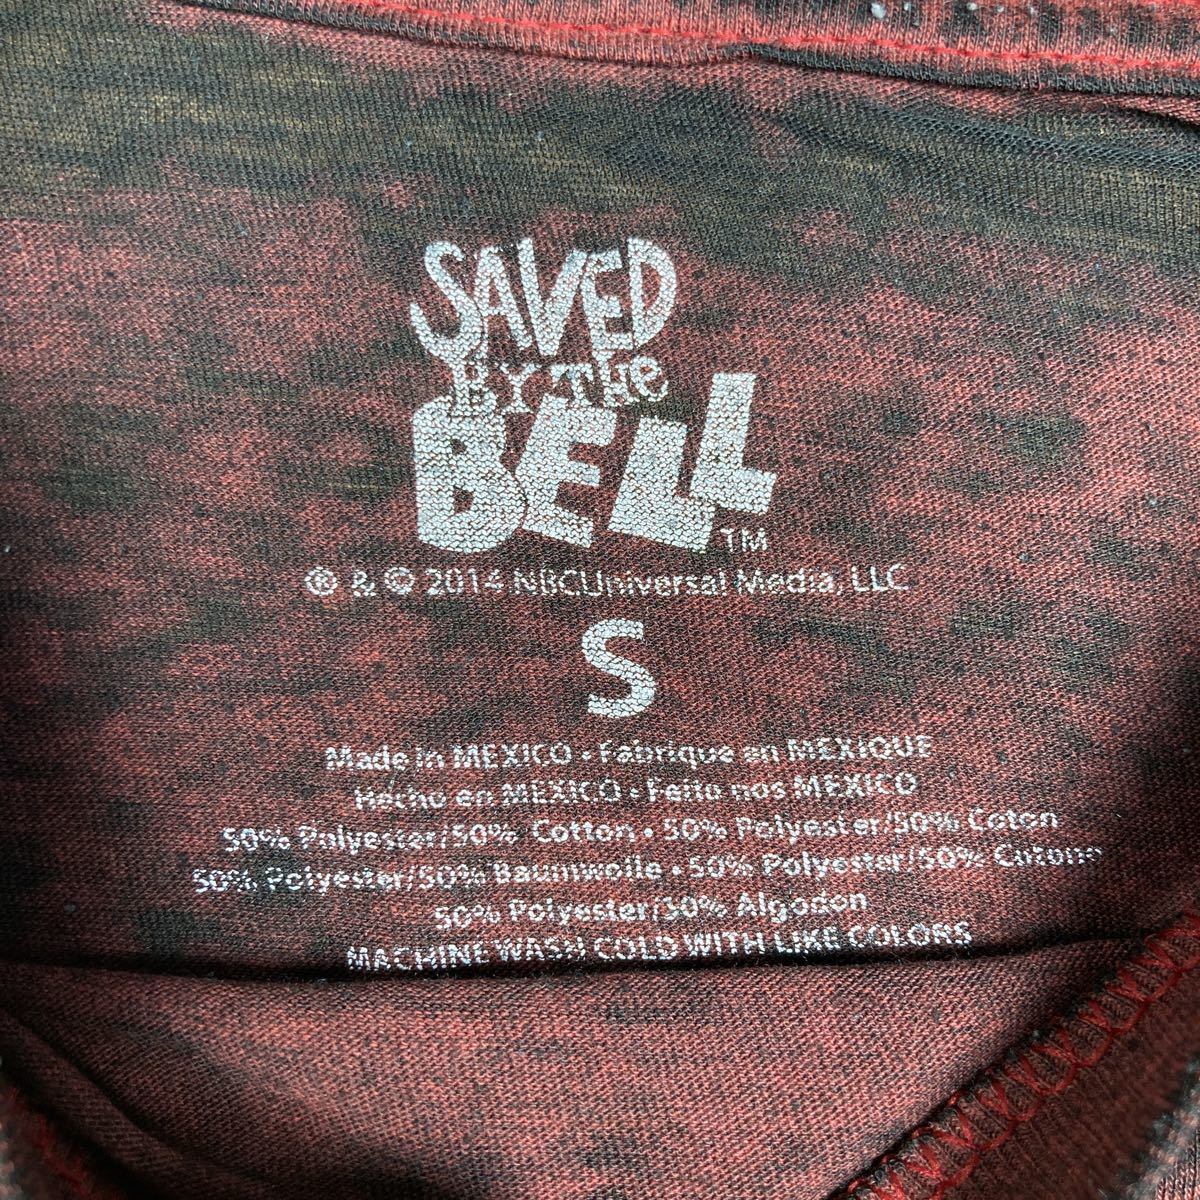 SAVED
BY THE
BELL TM
® & © 2014 NBCUniversal Media, LLC
S
Made in MEXICO • Fabrique en MEXIQUE
Hecho en MEXICO • Feito nos MEXICO
50% Polyester/50% Cotton • 50% Polyester/50% Coton
50% Polyester/50% Baumwolle • 50% Polyester/50% Cotone
50% Polyester/50% Algodon
MACHINE WASH COLD WITH LIKE COLORS